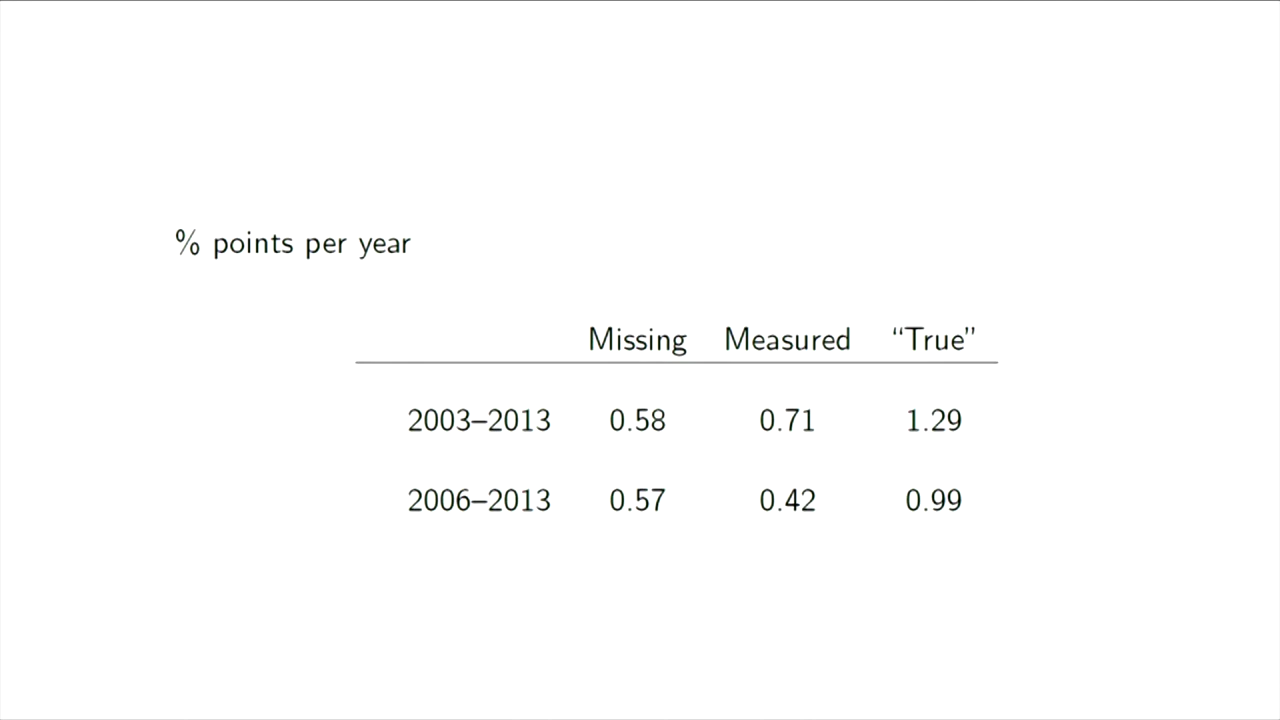 % points per year
Missing Measured “True”
2003–2013 0.58 0.71 1.29
2006–2013 0.57 0.42 0.99